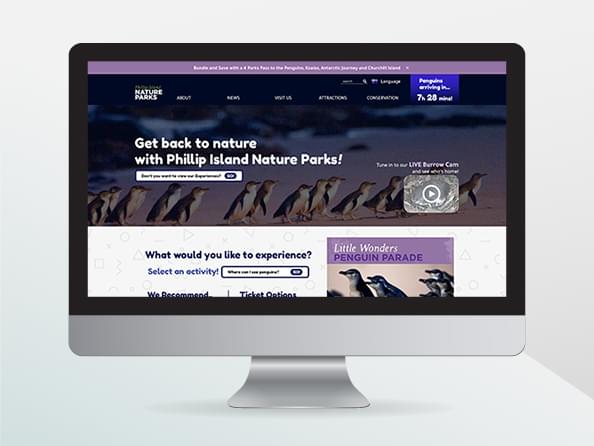 Bundle and Save with a 4 Parks Pass to the Penguins, Koalas, Antarctic Journey and Churchill Island ×
Phillip Island
NATURE
PARKS
search
Language
ABOUT
NEWS
VISIT US
ATTRACTIONS
CONSERVATION
Penguins
arriving in...
7h 28 mins!
Get back to nature
with Phillip Island Nature Parks!
Don't you want to view our Experiences? GO!
Tune in to our LIVE Burrow Cam
and see who's home!
What would you like to experience?
Select an activity! Where can I see penguins? GO!
We Recommend...
Ticket Options
Little Wonders
PENGUIN PARADE